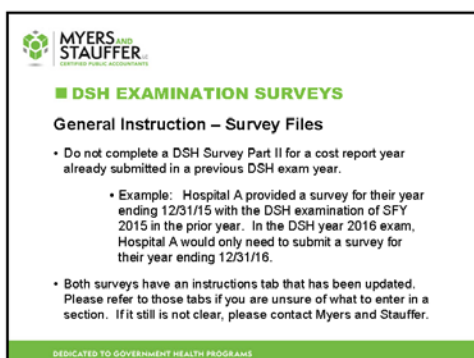 MYERS AND
STAUFFER LC
CERTIFIED PUBLIC ACCOUNTANTS
■ DSH EXAMINATION SURVEYS
General Instruction – Survey Files
• Do not complete a DSH Survey Part II for a cost report year
already submitted in a previous DSH exam year.
• Example: Hospital A provided a survey for their year
ending 12/31/15 with the DSH examination of SFY
2015 in the prior year. In the DSH year 2016 exam,
Hospital A would only need to submit a survey for
their year ending 12/31/16.
• Both surveys have an instructions tab that has been updated.
Please refer to those tabs if you are unsure of what to enter in a
section. If it still is not clear, please contact Myers and Stauffer.
DEDICATED TO GOVERNMENT HEALTH PROGRAMS